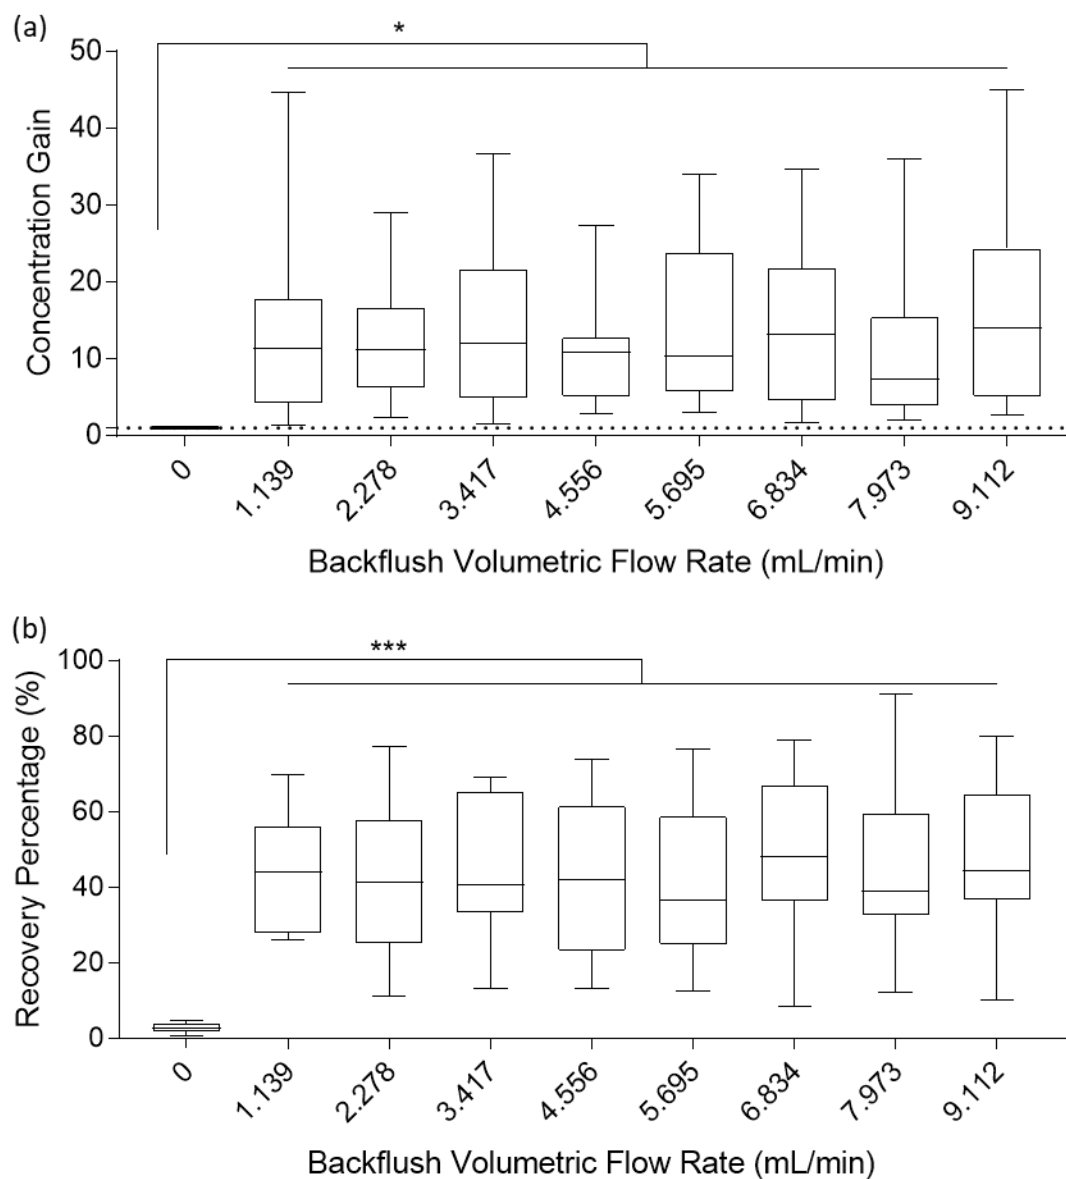 (a)
*
50
40
30
20
10
0
Concentration Gain
0 1.139 2.278 3.417 4.556 5.695 6.834 7.973 9.112
Backflush Volumetric Flow Rate (mL/min)
(b)
***
100
80
60
40
20
0
Recovery Percentage (%)
0 1.139 2.278 3.417 4.556 5.695 6.834 7.973 9.112
Backflush Volumetric Flow Rate (mL/min)